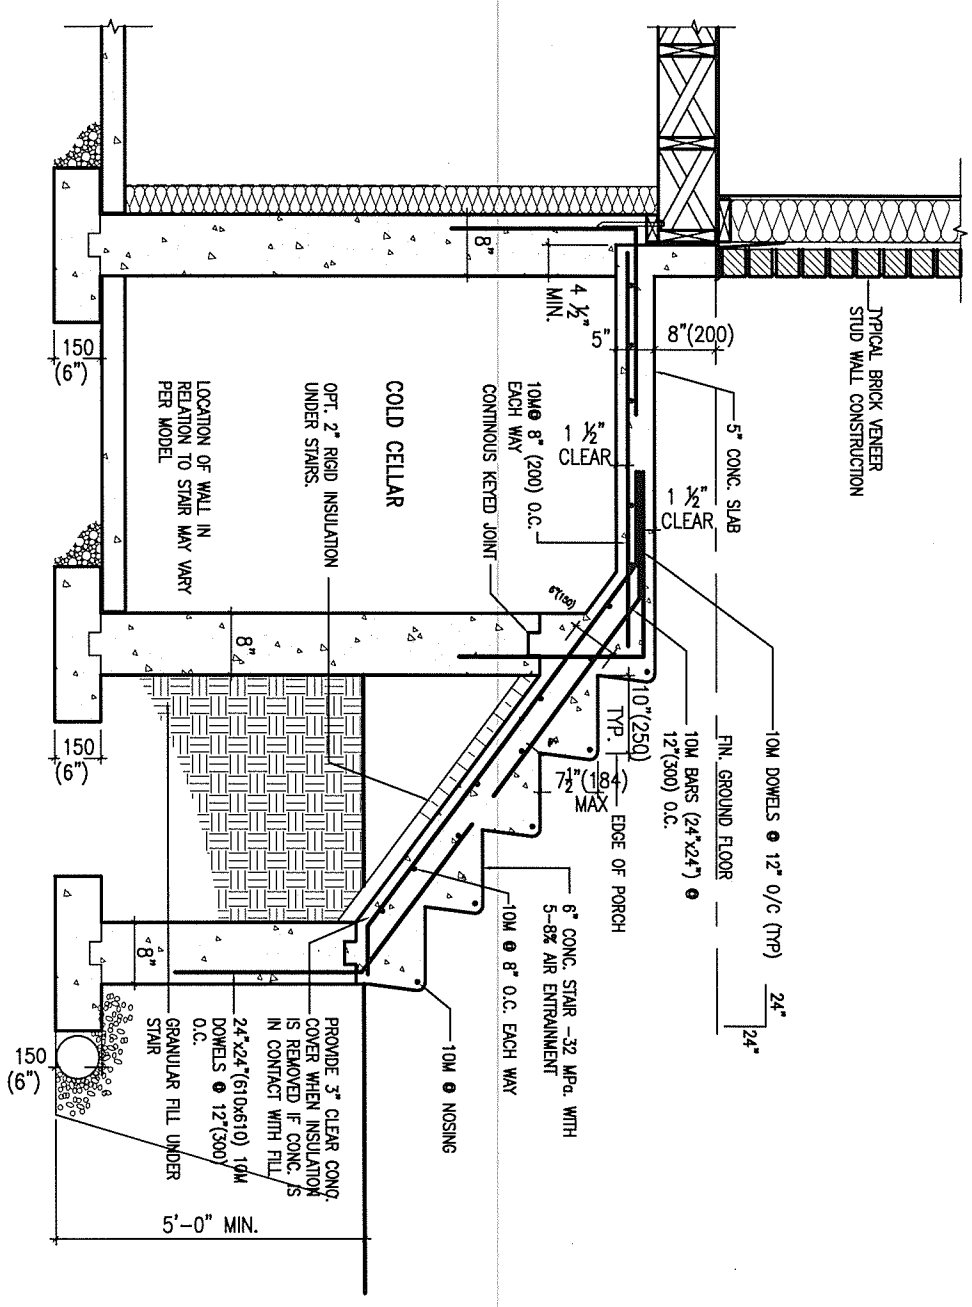 TYPICAL BRICK VENEER
STUD WALL CONSTRUCTION
8"(200)
5" CONC. SLAB
5"
4 ½"
MIN.
8"
1 ½"
CLEAR
1 ½"
CLEAR
10M@ 8" (200) O.C.
EACH WAY
CONTINOUS KEYED JOINT
COLD CELLAR
OPT. 2" RIGID INSULATION
UNDER STAIRS.
LOCATION OF WALL IN
RELATION TO STAIR MAY VARY
PER MODEL
150
(6")
10M DOWELS @ 12" O/C (TYP)
24"
24"
FIN. GROUND FLOOR
10M BARS (24"x24") @
12"(300) O.C.
6"(150)
10"(250)
TYP.
7½"(184)
MAX
EDGE OF PORCH
8"
150
(6")
6" CONC. STAIR -32 MPa. WITH
5-8% AIR ENTRAINMENT
10M @ 8" O.C. EACH WAY
10M @ NOSING
8"
PROVIDE 3" CLEAR CONC.
COVER WHEN INSULATION
IS REMOVED IF CONC. IS
IN CONTACT WITH FILL
24"x24"(610x610) 10M
DOWELS @ 12"(300)
O.C.
GRANULAR FILL UNDER
STAIR
150
(6")
5'-0" MIN.